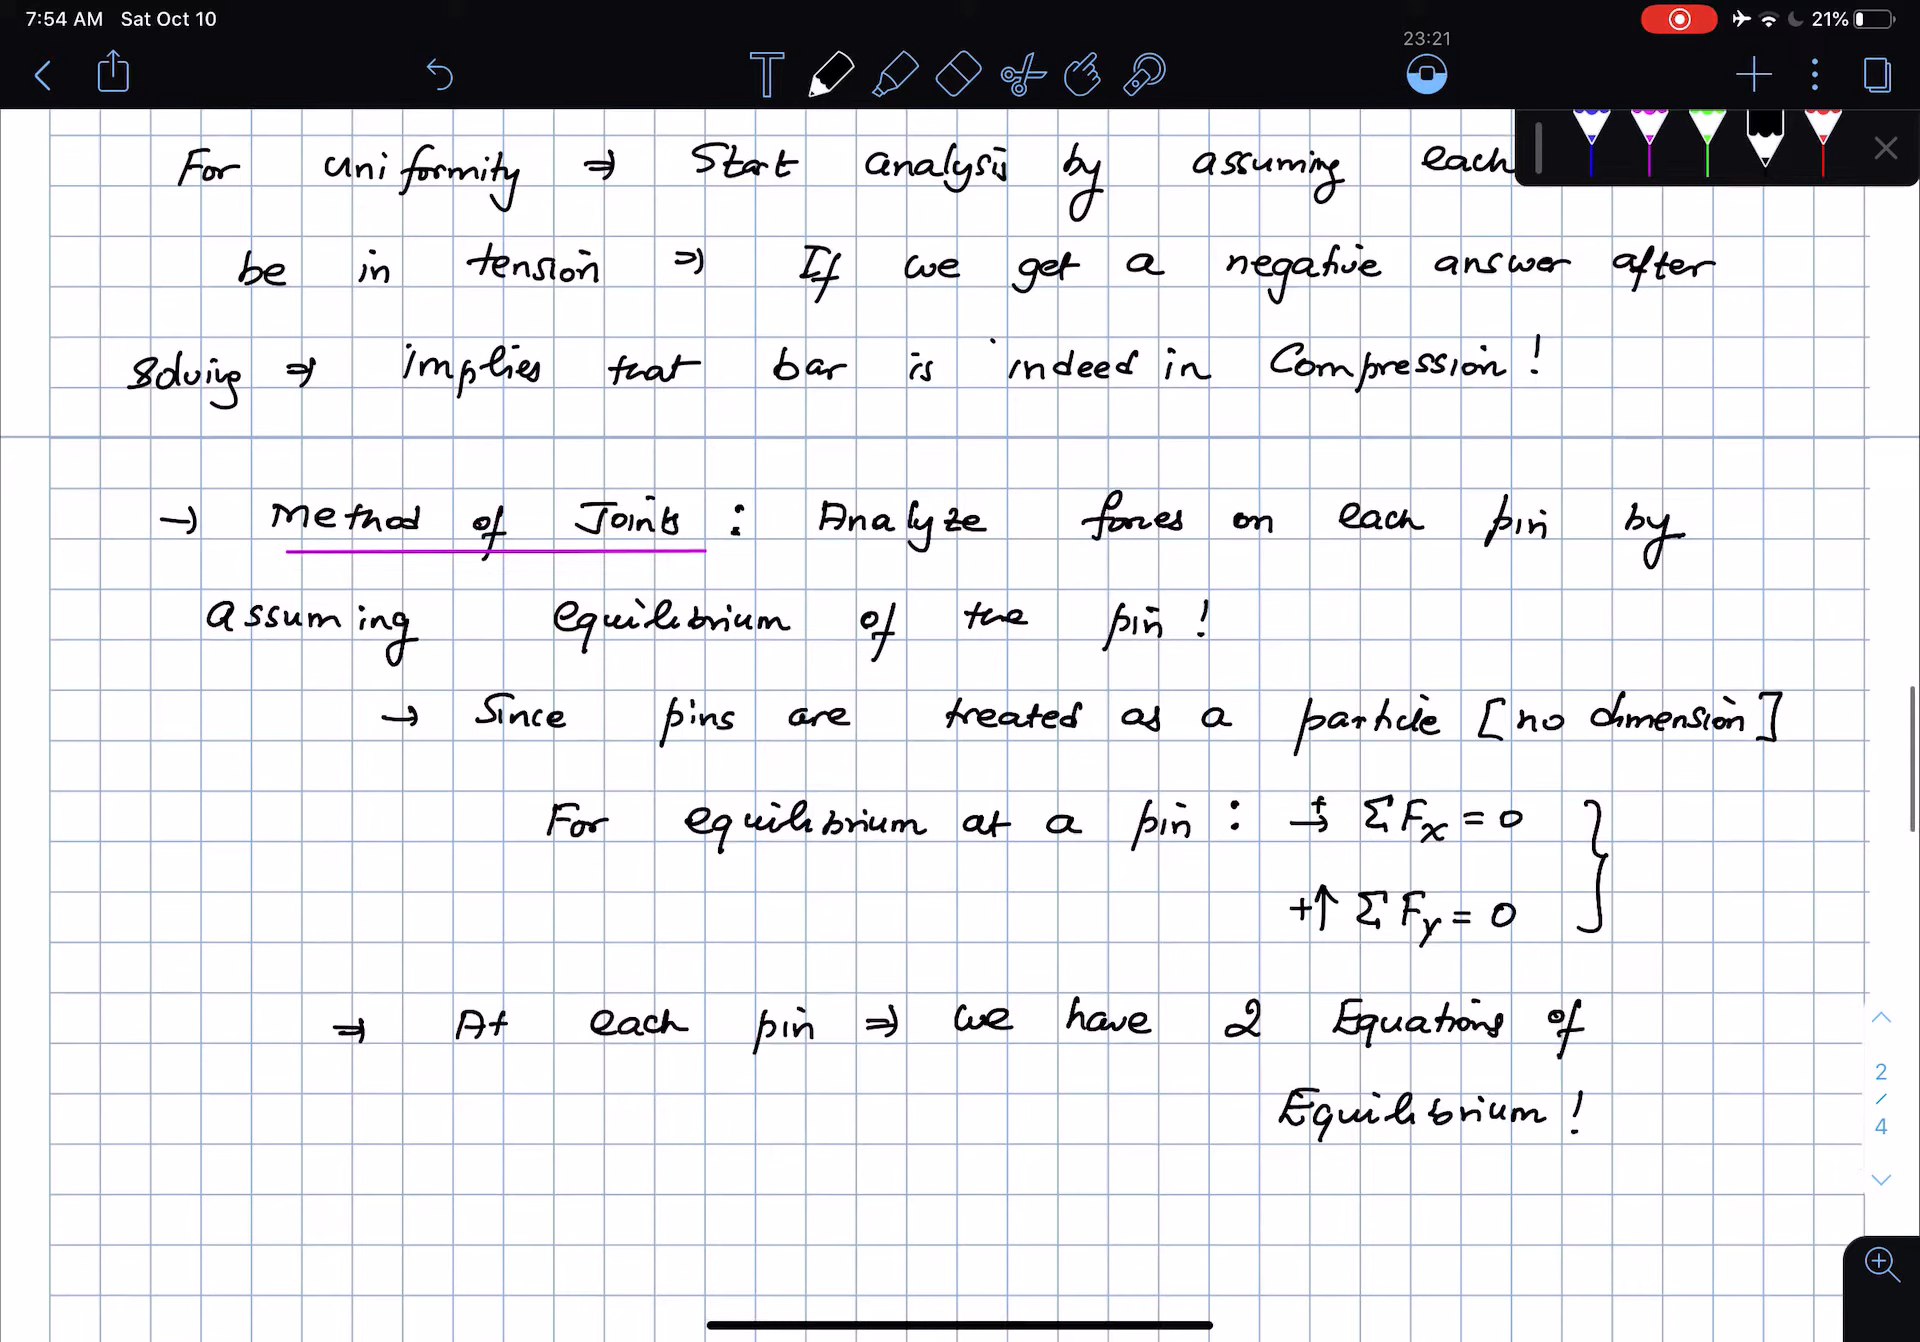 7:54 AM Sat Oct 10
21%
23:21
For uniformity ⇒ Start analysis by assuming each
be in tension ⇒ If we get a negative answer after
solving ⇒ implies that bar is indeed in Compression!
→ Method of Joints : Analyze forces on each pin by
assuming equilibrium of the pin!
→ Since pins are treated as a particle [no dimension]
For equilibrium at a pin : →+ ΣFx = 0
+↑ ΣFy = 0
⇒ At each pin ⇒ we have 2 Equations of
Equilibrium!
2
/
4